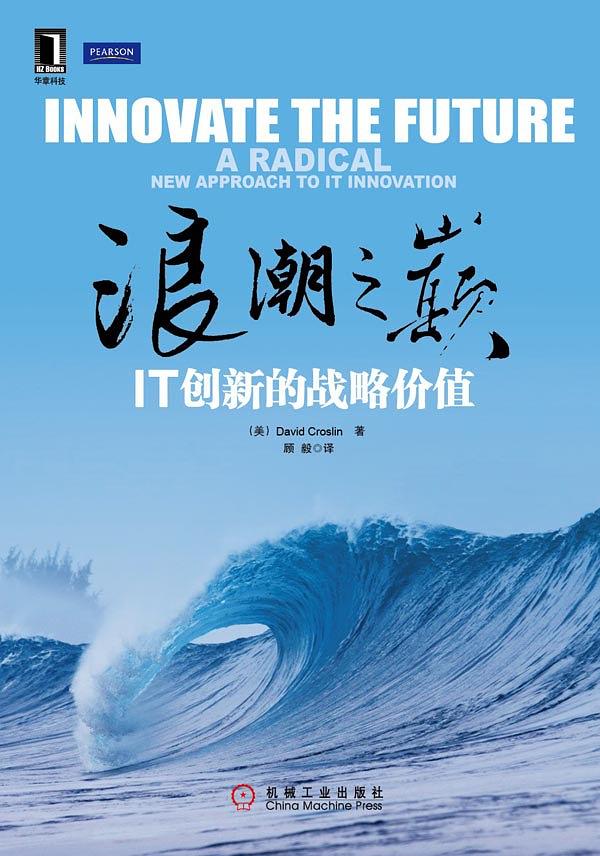 HZ BOOKS
华章科技
PEARSON
INNOVATE THE FUTURE
A RADICAL
NEW APPROACH TO IT INNOVATION
浪潮之巅
IT创新的战略价值
（美）David Croslin 著
顾 毅◎译
机械工业出版社
China Machine Press